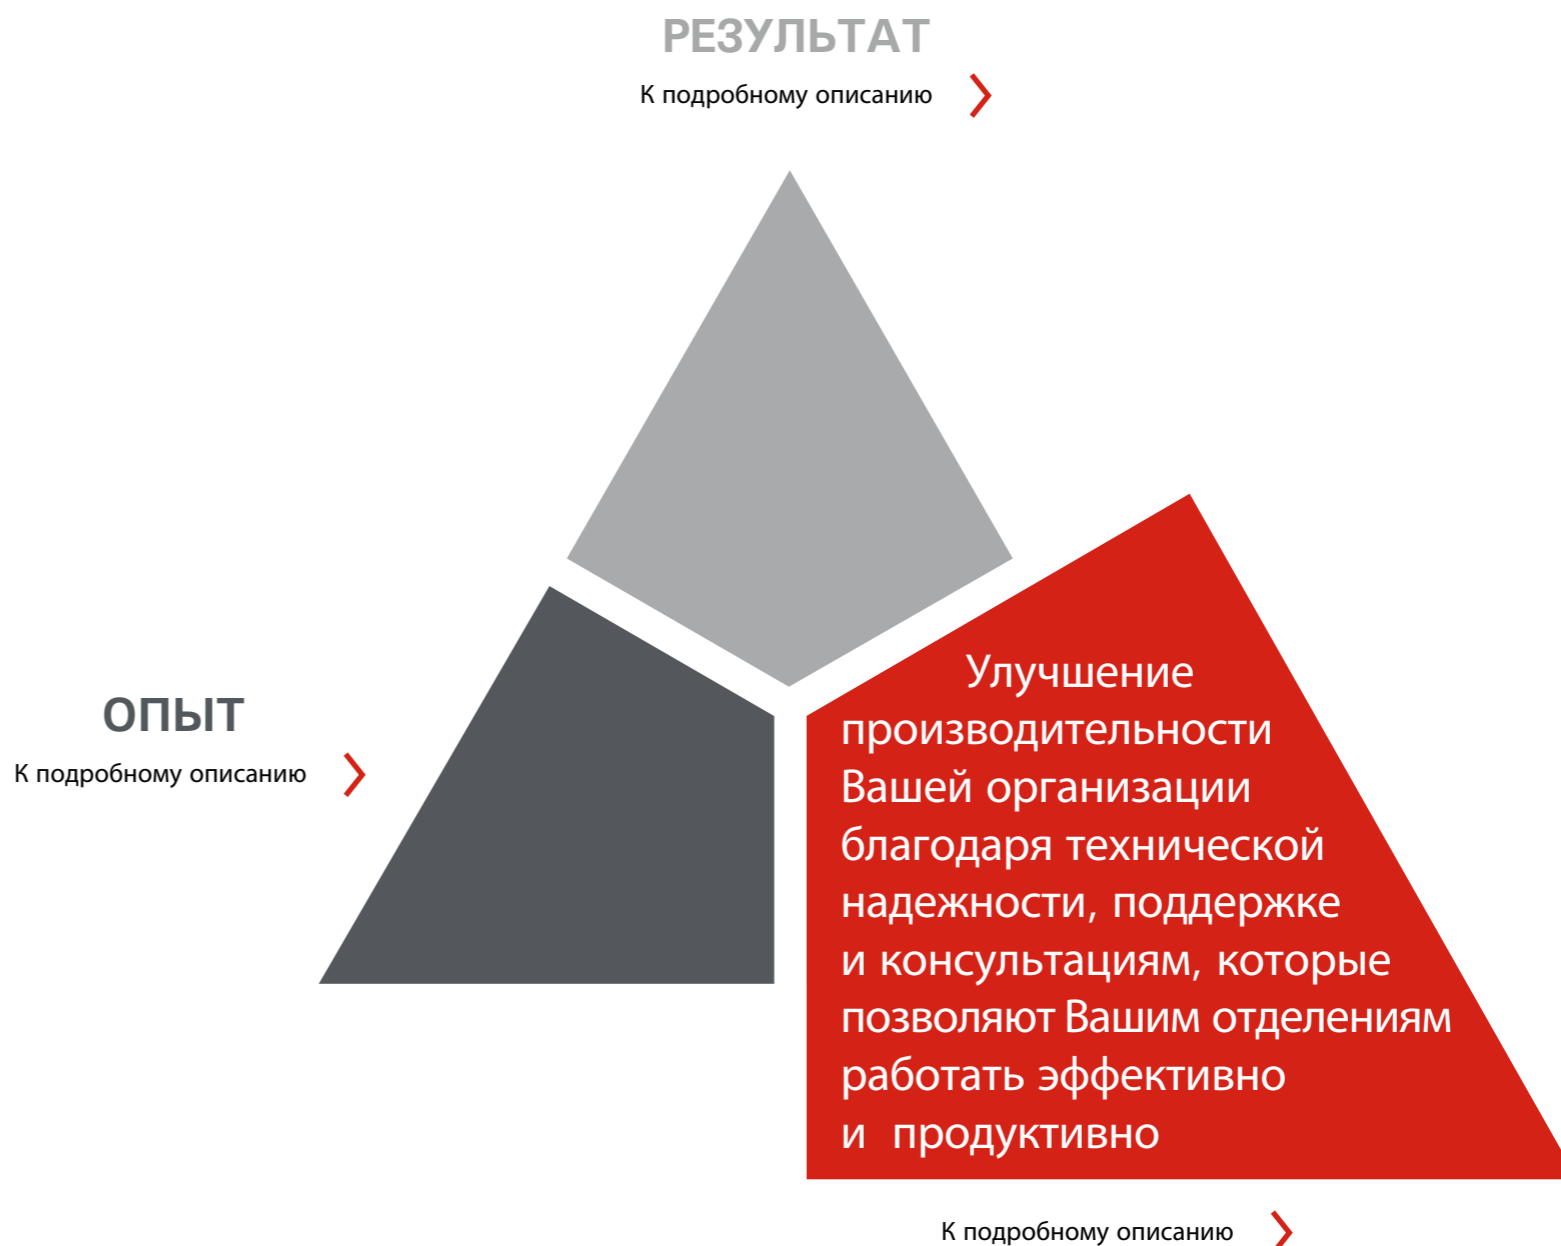 РЕЗУЛЬТАТ
К подробному описанию
ОПЫТ
К подробному описанию
Улучшение
производительности
Вашей организации
благодаря технической
надежности, поддержке
и консультациям, которые
позволяют Вашим отделениям
работать эффективно
и продуктивно
К подробному описанию